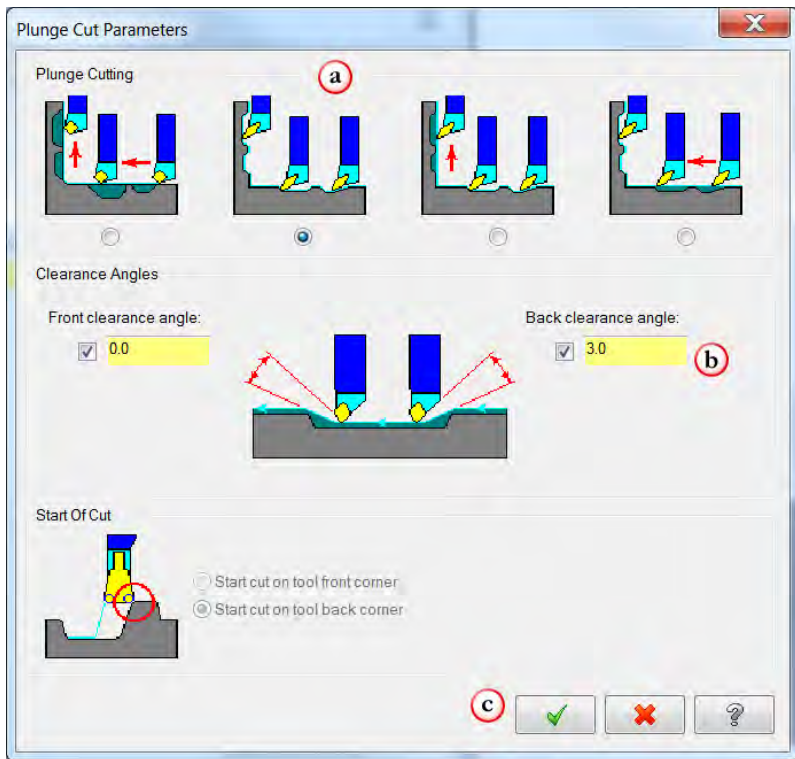 Plunge Cut Parameters
Plunge Cutting
a
Clearance Angles
Front clearance angle:
0.0
Back clearance angle:
3.0
b
Start Of Cut
Start cut on tool front corner
Start cut on tool back corner
c
?